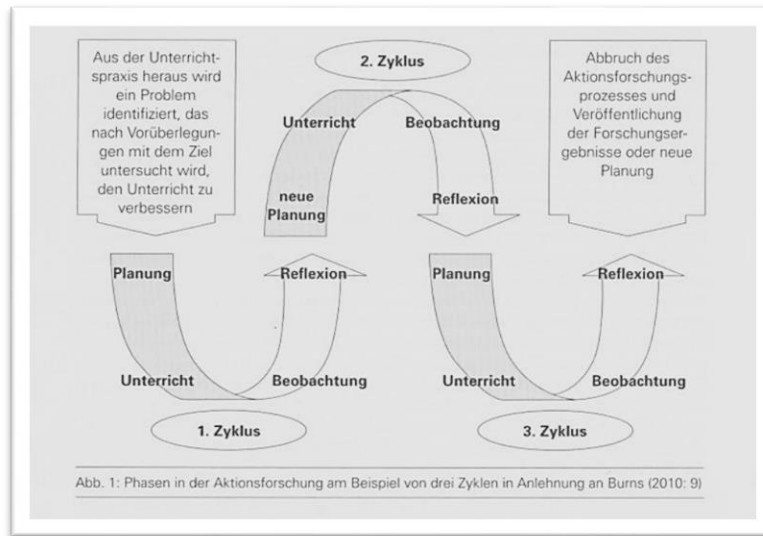 Aus der Unterricht-
spraxis heraus wird
ein Problem
identifiziert, das
nach Vorüberlegun-
gen mit dem Ziel
untersucht wird,
den Unterricht zu
verbessern
2. Zyklus
Unterricht
Beobachtung
neue
Planung
Reflexion
Abbruch des
Aktionsforschungs-
prozesses und
Veröffentlichung
der Forschungser-
gebnisse oder neue
Planung
Planung
Reflexion
Unterricht
Beobachtung
1. Zyklus
Planung
Reflexion
Unterricht
Beobachtung
3. Zyklus
Abb. 1: Phasen in der Aktionsforschung am Beispiel von drei Zyklen in Anlehnung an Burns (2010: 9)